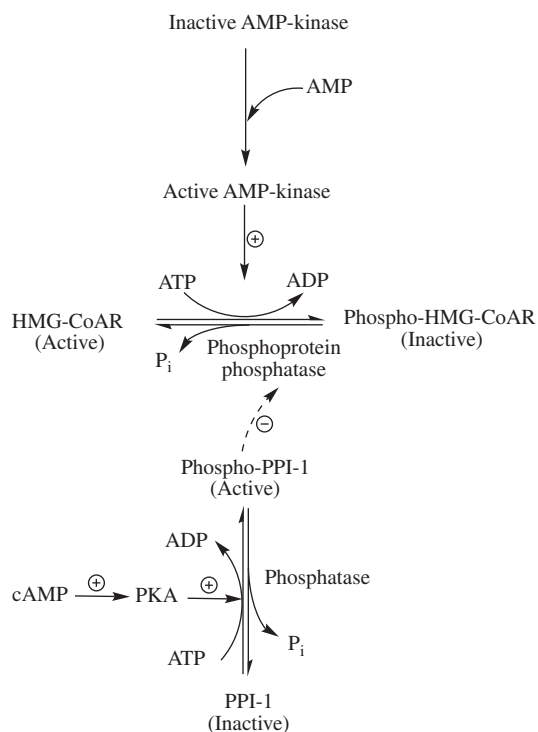 Inactive AMP-kinase
AMP
Active AMP-kinase
+
ATP
ADP
HMG-CoAR
(Active)
Phospho-HMG-CoAR
(Inactive)
Pi
Phosphoprotein
phosphatase
−
Phospho-PPI-1
(Active)
ADP
Phosphatase
cAMP
+
PKA
+
ATP
Pi
PPI-1
(Inactive)